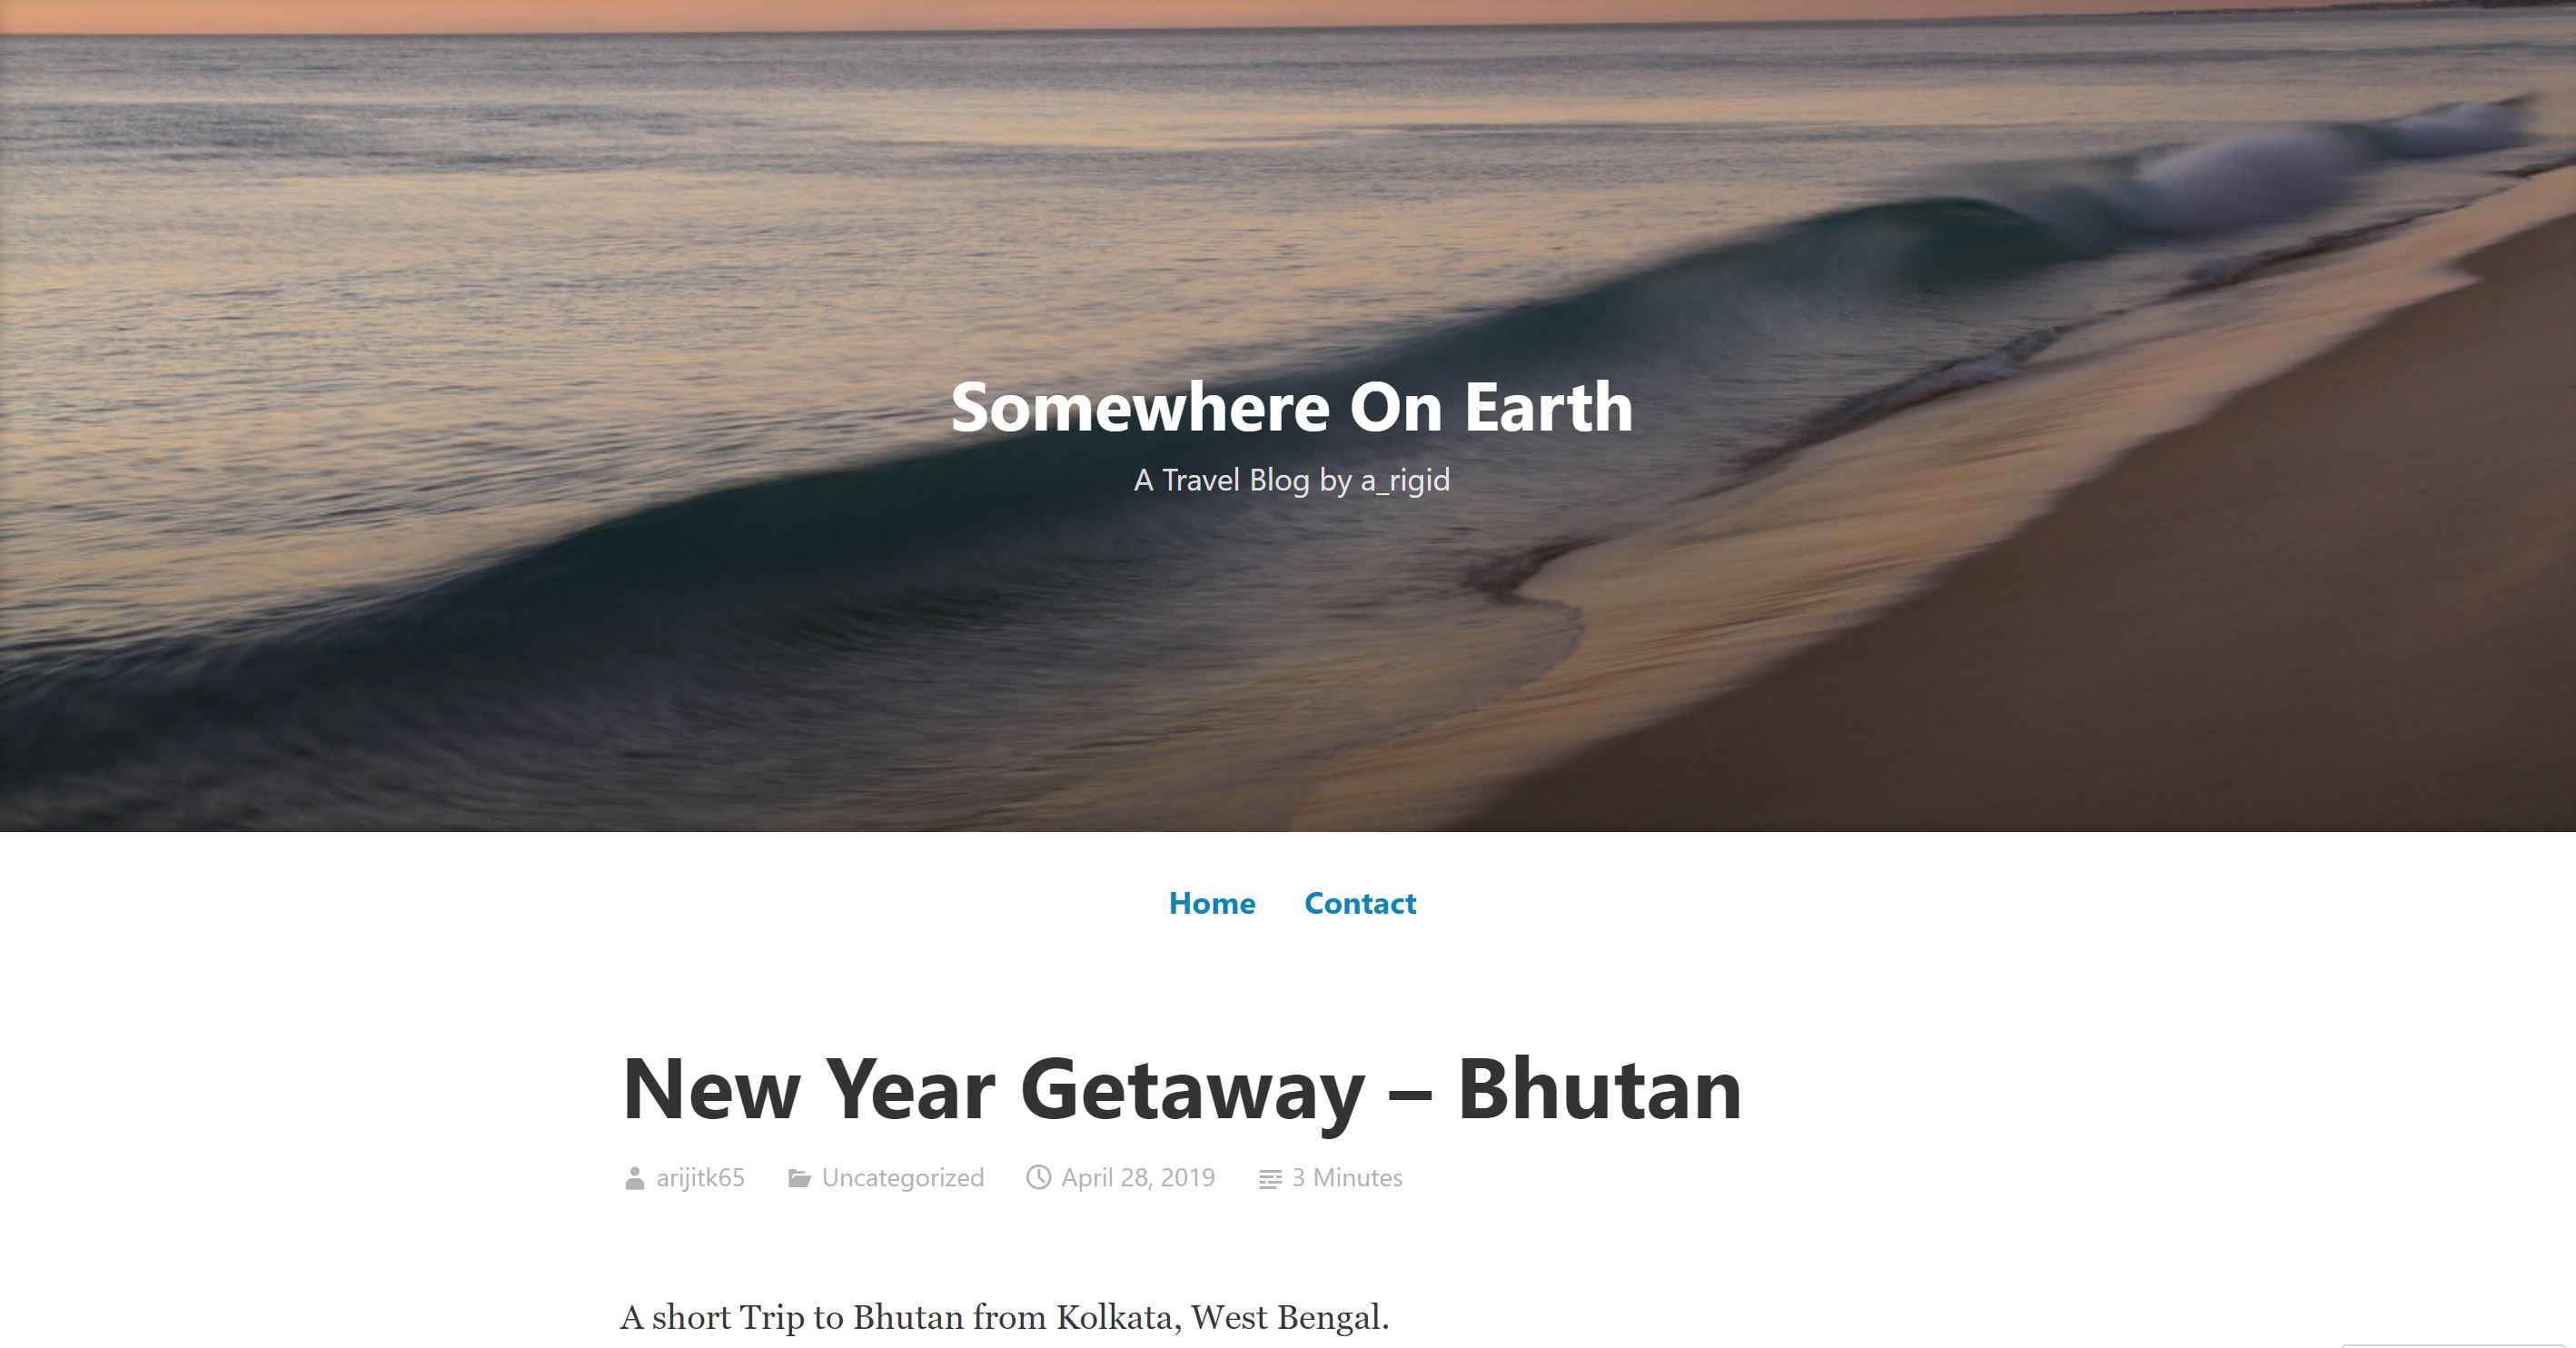 Somewhere On Earth
A Travel Blog by a_rigid
Home Contact
New Year Getaway – Bhutan
arijitk65 Uncategorized April 28, 2019 3 Minutes
A short Trip to Bhutan from Kolkata, West Bengal.